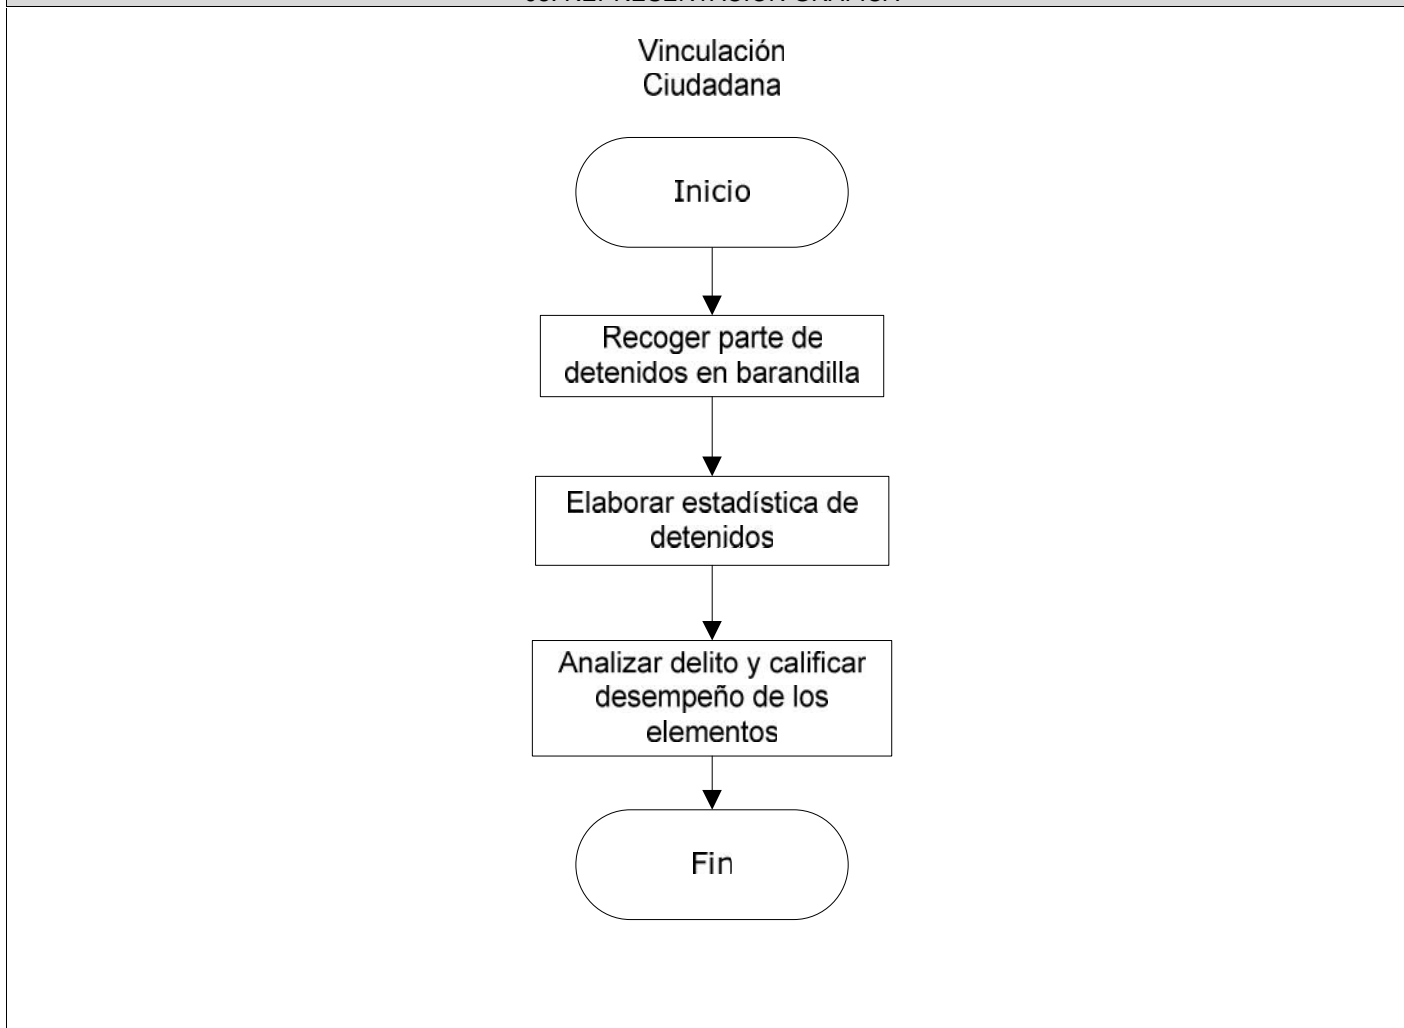 Vinculación
Ciudadana
Inicio
Recoger parte de
detenidos en barandilla
Elaborar estadística de
detenidos
Analizar delito y calificar
desempeño de los
elementos
Fin